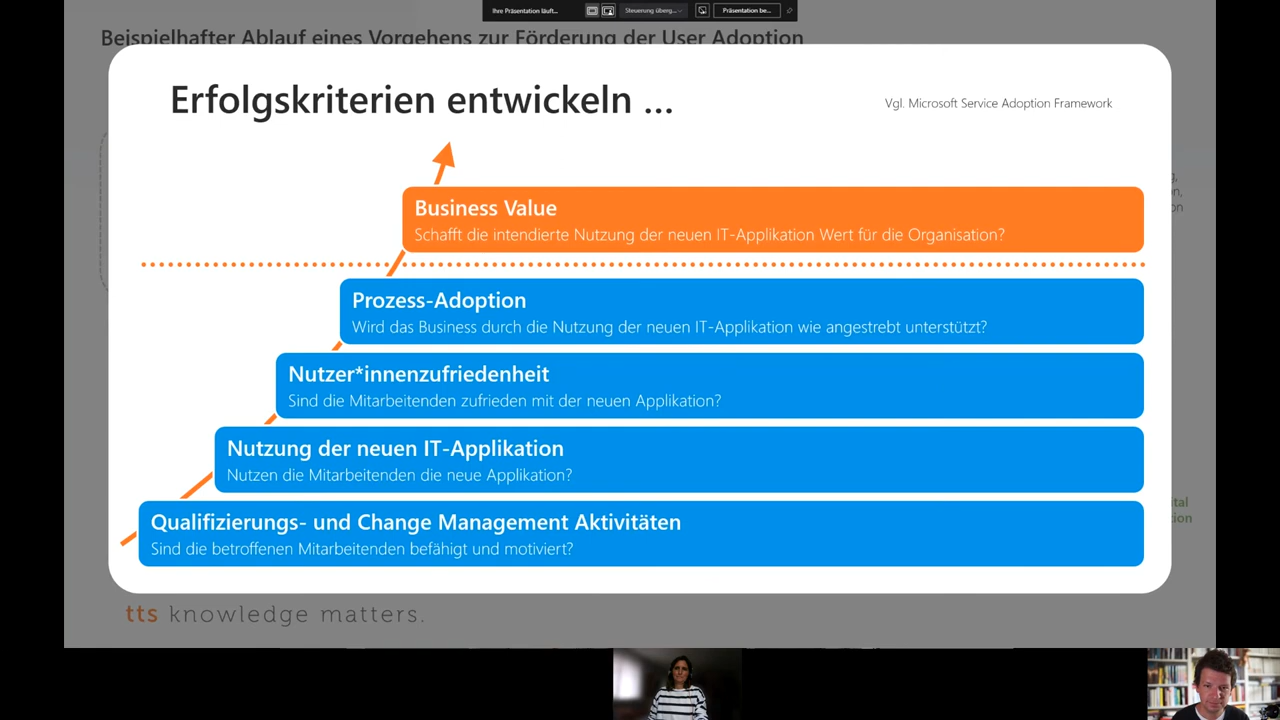 Ihre Präsentation läuft...
Steuerung überg...
Präsentation be...
Beispielhafter Ablauf eines Vorgehens zur Förderung der User Adoption
Erfolgskriterien entwickeln ...
Vgl. Microsoft Service Adoption Framework
Business Value
Schafft die intendierte Nutzung der neuen IT-Applikation Wert für die Organisation?
Prozess-Adoption
Wird das Business durch die Nutzung der neuen IT-Applikation wie angestrebt unterstützt?
Nutzer*innenzufriedenheit
Sind die Mitarbeitenden zufrieden mit der neuen Applikation?
Nutzung der neuen IT-Applikation
Nutzen die Mitarbeitenden die neue Applikation?
Qualifizierungs- und Change Management Aktivitäten
Sind die betroffenen Mitarbeitenden befähigt und motiviert?
tts knowledge matters.